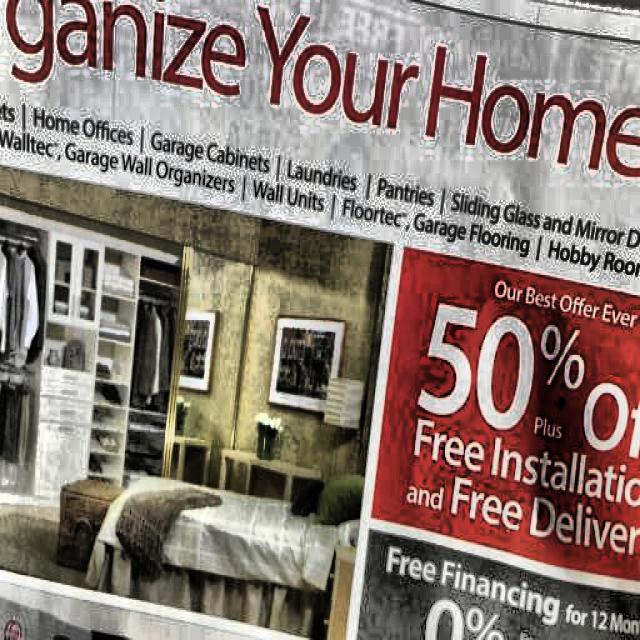 ganize Your Home
ts | Home Offices | Garage Cabinets | Laundries | Pantries | Sliding Glass and Mirror D
Walltec, Garage Wall Organizers | Wall Units | Floortec, Garage Flooring | Hobby Roo
Our Best Offer Ever
50% Of
Plus
Free Installatio
and Free Deliver
Free Financing for 12 Mon
0%